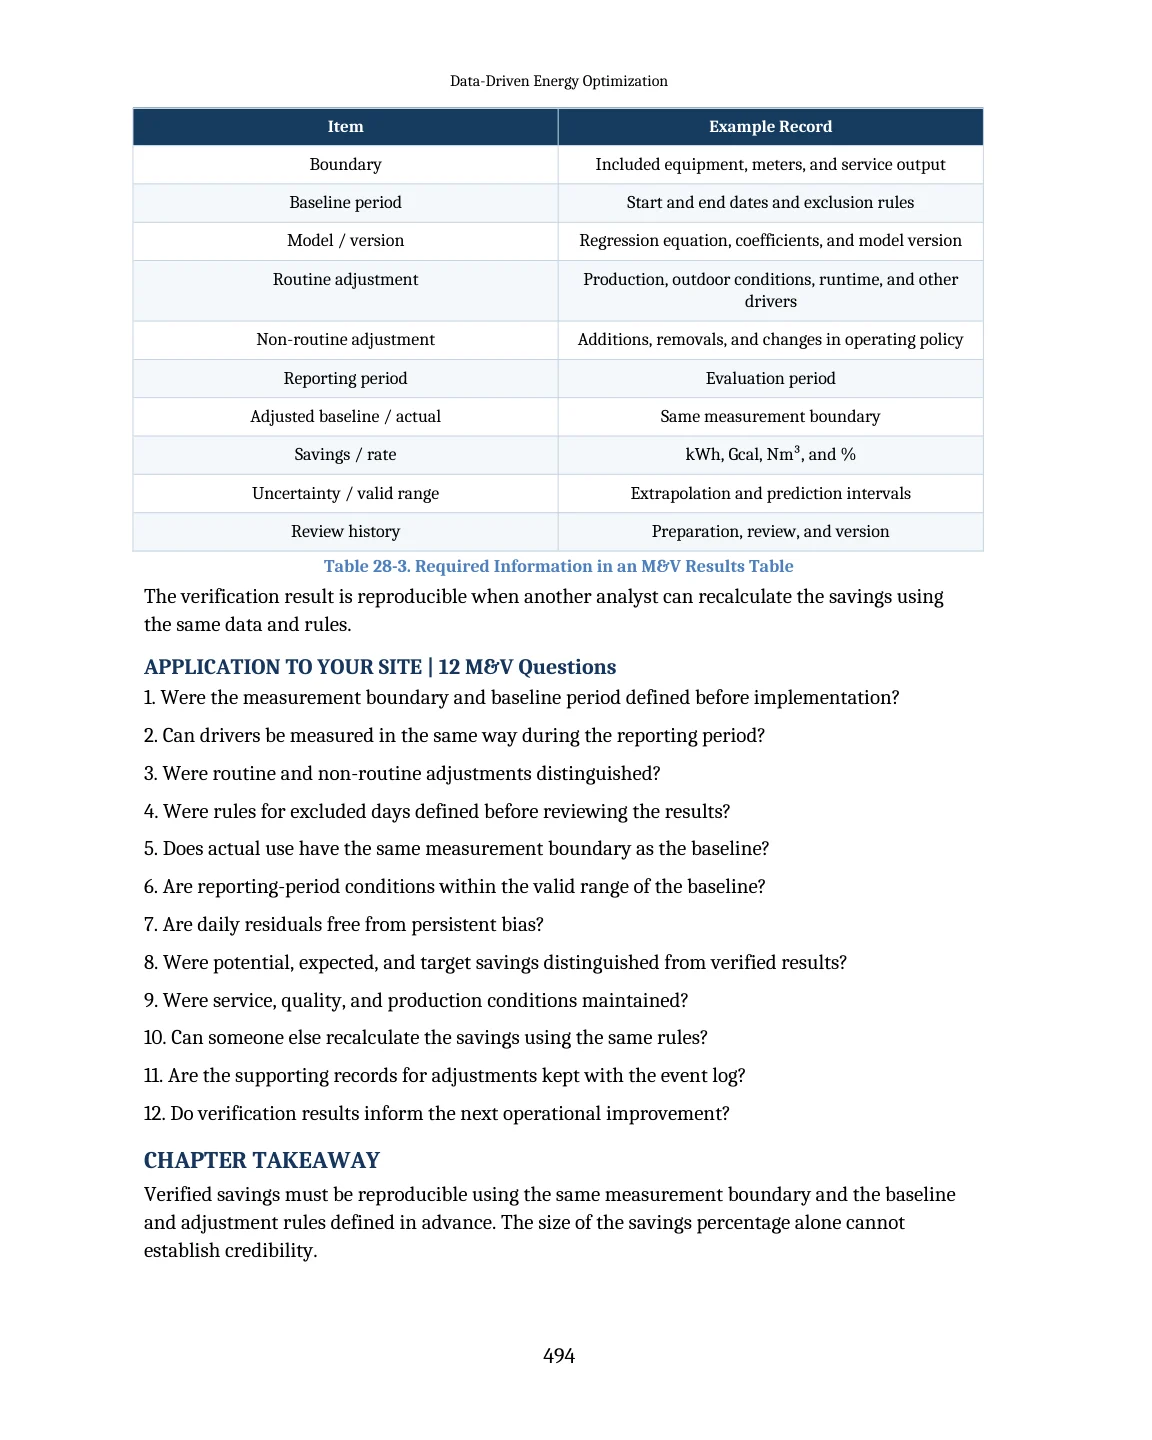 Data-Driven Energy Optimization
Item Example Record
Boundary Included equipment, meters, and service output
Baseline period Start and end dates and exclusion rules
Model / version Regression equation, coefficients, and model version
Routine adjustment Production, outdoor conditions, runtime, and other
drivers
Non-routine adjustment Additions, removals, and changes in operating policy
Reporting period Evaluation period
Adjusted baseline / actual Same measurement boundary
Savings / rate kWh, Gcal, Nm³, and %
Uncertainty / valid range Extrapolation and prediction intervals
Review history Preparation, review, and version
Table 28-3. Required Information in an M&V Results Table
The verification result is reproducible when another analyst can recalculate the savings using
the same data and rules.
APPLICATION TO YOUR SITE | 12 M&V Questions
1. Were the measurement boundary and baseline period defined before implementation?
2. Can drivers be measured in the same way during the reporting period?
3. Were routine and non-routine adjustments distinguished?
4. Were rules for excluded days defined before reviewing the results?
5. Does actual use have the same measurement boundary as the baseline?
6. Are reporting-period conditions within the valid range of the baseline?
7. Are daily residuals free from persistent bias?
8. Were potential, expected, and target savings distinguished from verified results?
9. Were service, quality, and production conditions maintained?
10. Can someone else recalculate the savings using the same rules?
11. Are the supporting records for adjustments kept with the event log?
12. Do verification results inform the next operational improvement?
CHAPTER TAKEAWAY
Verified savings must be reproducible using the same measurement boundary and the baseline
and adjustment rules defined in advance. The size of the savings percentage alone cannot
establish credibility.
494